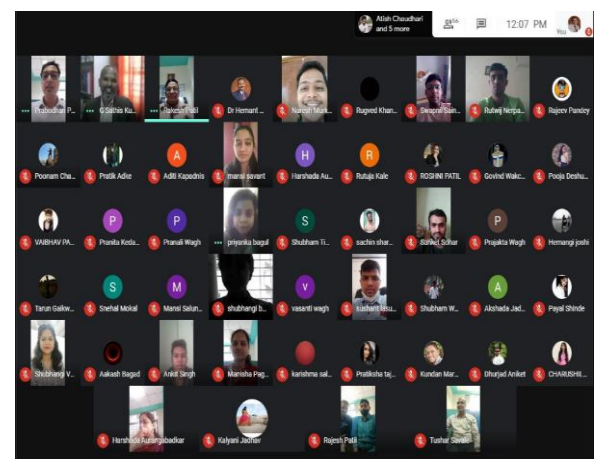 Atish Chaudhari
and 5 more
12:07 PM
You
Prabodhan P...
G Sathis Ku...
Rakesh Patil
Dr Hemant ...
Naresh Murk...
Rugved Khan...
Swapnil Sain...
Rutwij Nerpa...
Rajeev Pandey
Poonam Cha...
Pratik Adke
A
Aditi Kapadnis
mansi savant
H
Harshada Au...
R
Rutuja Kale
ROSHNI PATIL
Govind Wakc...
Pooja Deshu...
VAIBHAV PA...
P
Pranita Keda...
P
Pranali Wagh
priyanka bagul
S
Shubham Ti...
sachin shar...
Sanket Sohar
P
Prajakta Wagh
Hemangi joshi
Tarun Gaikw...
S
Snehal Mokal
M
Mansi Salun...
shubhangi b...
V
vasanti wagh
sushant lasu...
Shubham W...
A
Akshada Jad...
Payal Shinde
Shubhangi V...
Aakash Bagad
Ankit Singh
Manisha Pag...
karishma sal...
Pratiksha taj...
Kundan Mar...
Dhurjad Aniket
CHARUSHIL...
Harshada Aurangabadkar
Kalyani Jadhav
Rajesh Patil
Tushar Savale